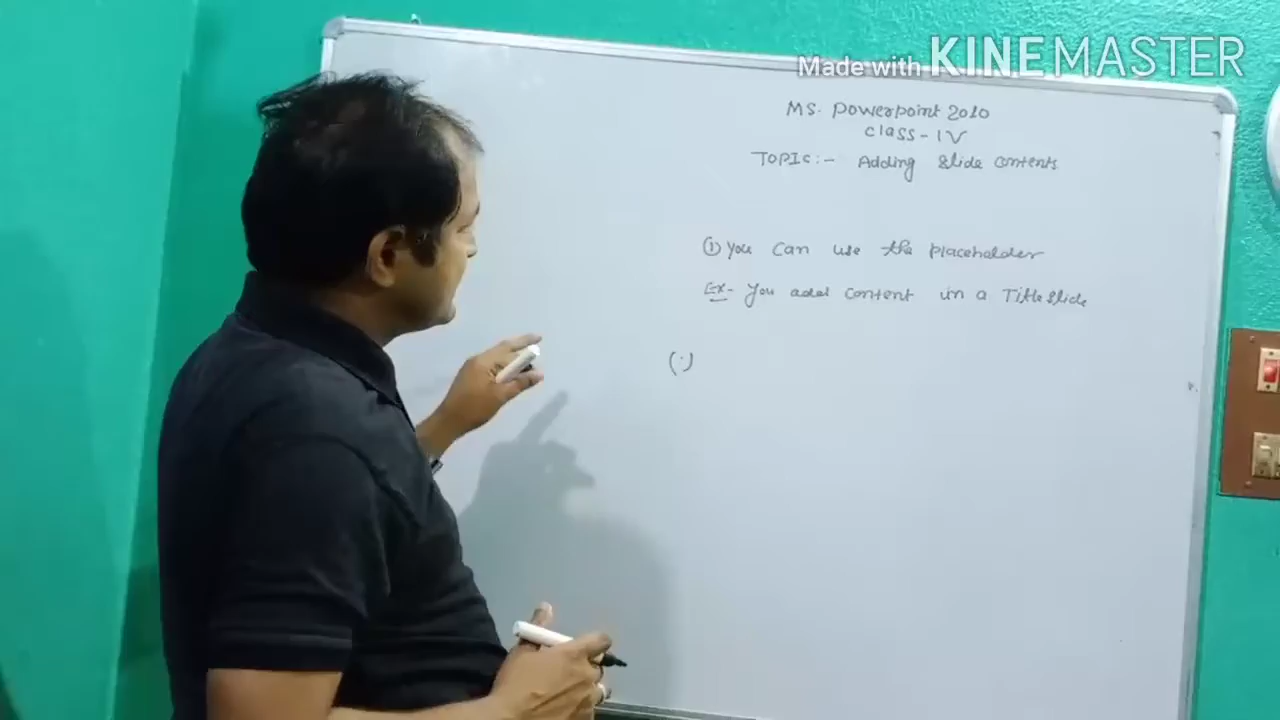 Made with KINEMASTER
MS. Powerpoint 2010
Class - IV
TOPIC:- Adding Slide Contents
① You can use the placeholder
Ex- You add content in a Title Slide
(i)